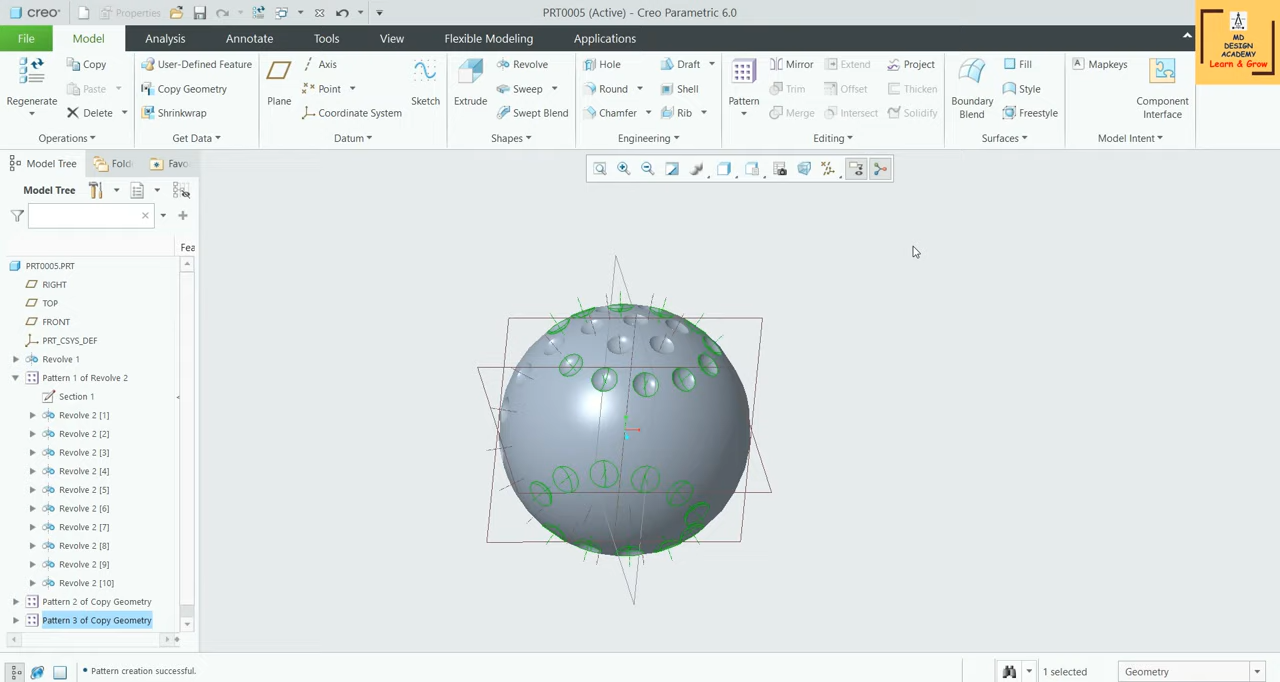 creo
Properties
PRT0005 (Active) - Creo Parametric 6.0
File
Model
Analysis
Annotate
Tools
View
Flexible Modeling
Applications
MD
DESIGN
ACADEMY
Learn & Grow
Regenerate
Copy
Paste
Delete
Operations
User-Defined Feature
Copy Geometry
Shrinkwrap
Get Data
Plane
Axis
Point
Coordinate System
Sketch
Datum
Extrude
Revolve
Sweep
Swept Blend
Shapes
Hole
Round
Chamfer
Draft
Shell
Rib
Engineering
Pattern
Mirror
Trim
Merge
Extend
Offset
Intersect
Project
Thicken
Solidify
Editing
Boundary
Blend
Fill
Style
Freestyle
Surfaces
Mapkeys
Component
Interface
Model Intent
Model Tree
Fold
Favo
Model Tree
Fea
PRT0005.PRT
RIGHT
TOP
FRONT
PRT_CSYS_DEF
Revolve 1
Pattern 1 of Revolve 2
Section 1
Revolve 2 [1]
Revolve 2 [2]
Revolve 2 [3]
Revolve 2 [4]
Revolve 2 [5]
Revolve 2 [6]
Revolve 2 [7]
Revolve 2 [8]
Revolve 2 [9]
Revolve 2 [10]
Pattern 2 of Copy Geometry
Pattern 3 of Copy Geometry
• Pattern creation successful.
1 selected
Geometry